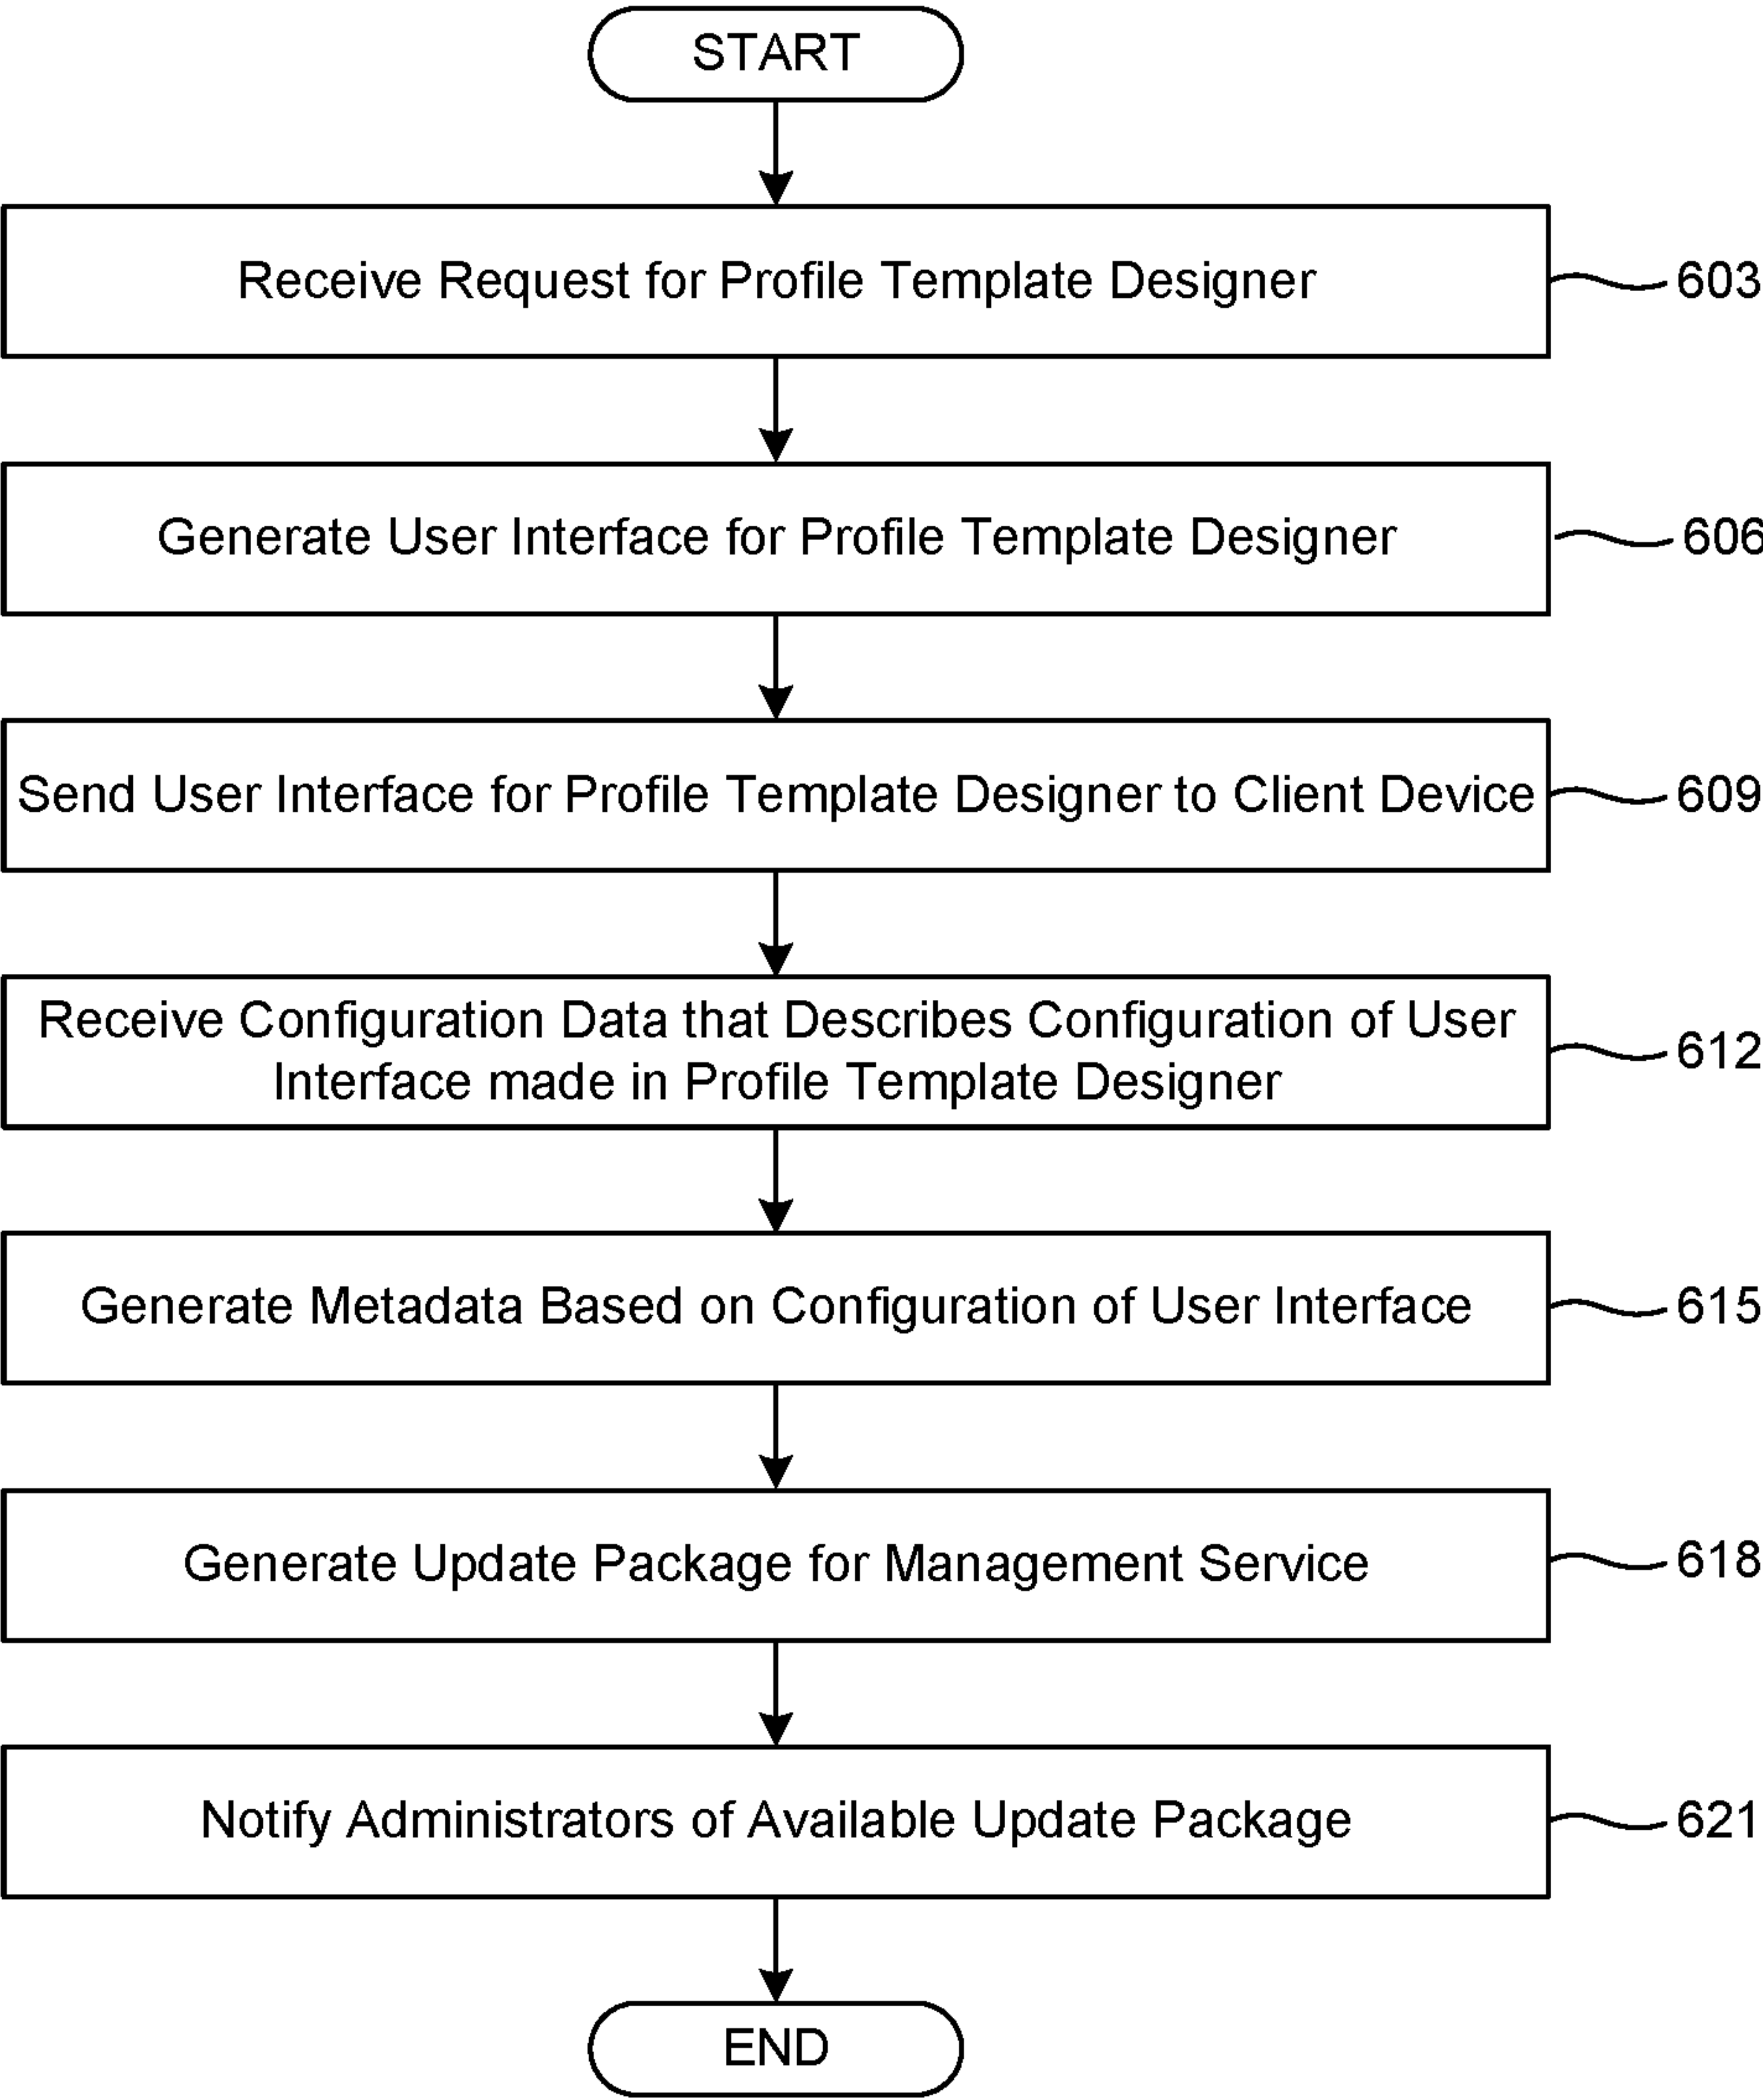 START
Receive Request for Profile Template Designer
603
Generate User Interface for Profile Template Designer
606
Send User Interface for Profile Template Designer to Client Device
609
Receive Configuration Data that Describes Configuration of User
Interface made in Profile Template Designer
612
Generate Metadata Based on Configuration of User Interface
615
Generate Update Package for Management Service
618
Notify Administrators of Available Update Package
621
END